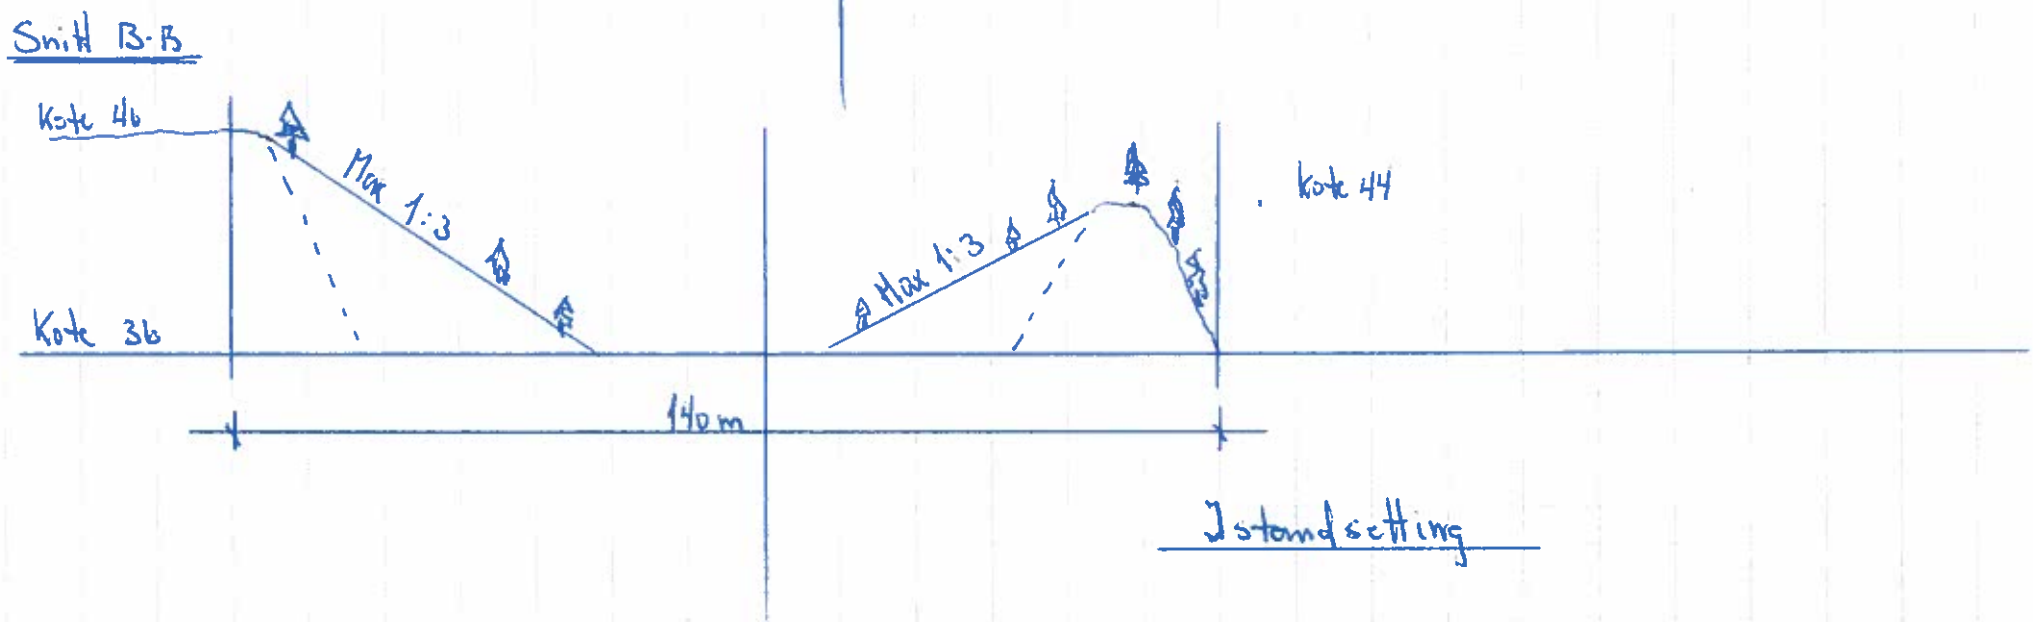 Snitt B-B
Kote 46
Max 1:3
Kote 44
Max 1:3
Kote 36
140 m
Istandsetting